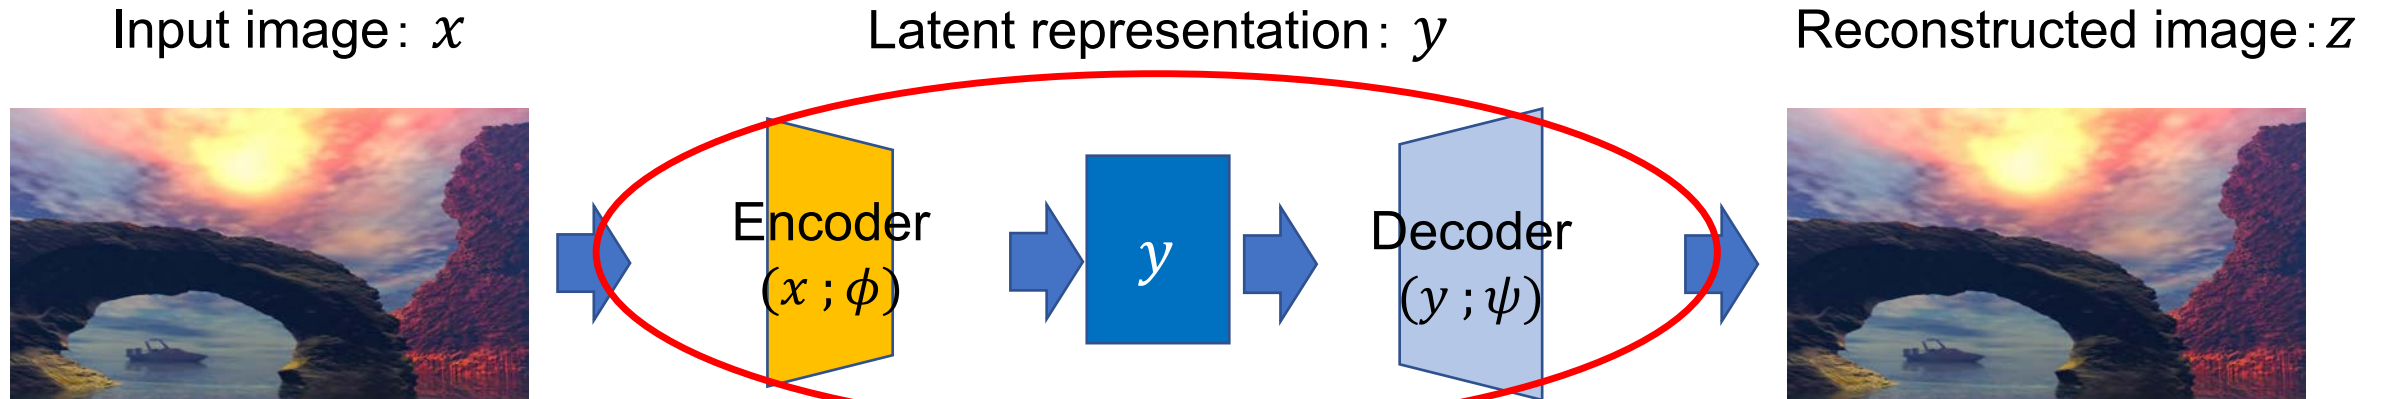 Input image: x
Latent representation: y
Reconstructed image: z
Encoder
(x ; ϕ)
y
Decoder
(y ; ψ)